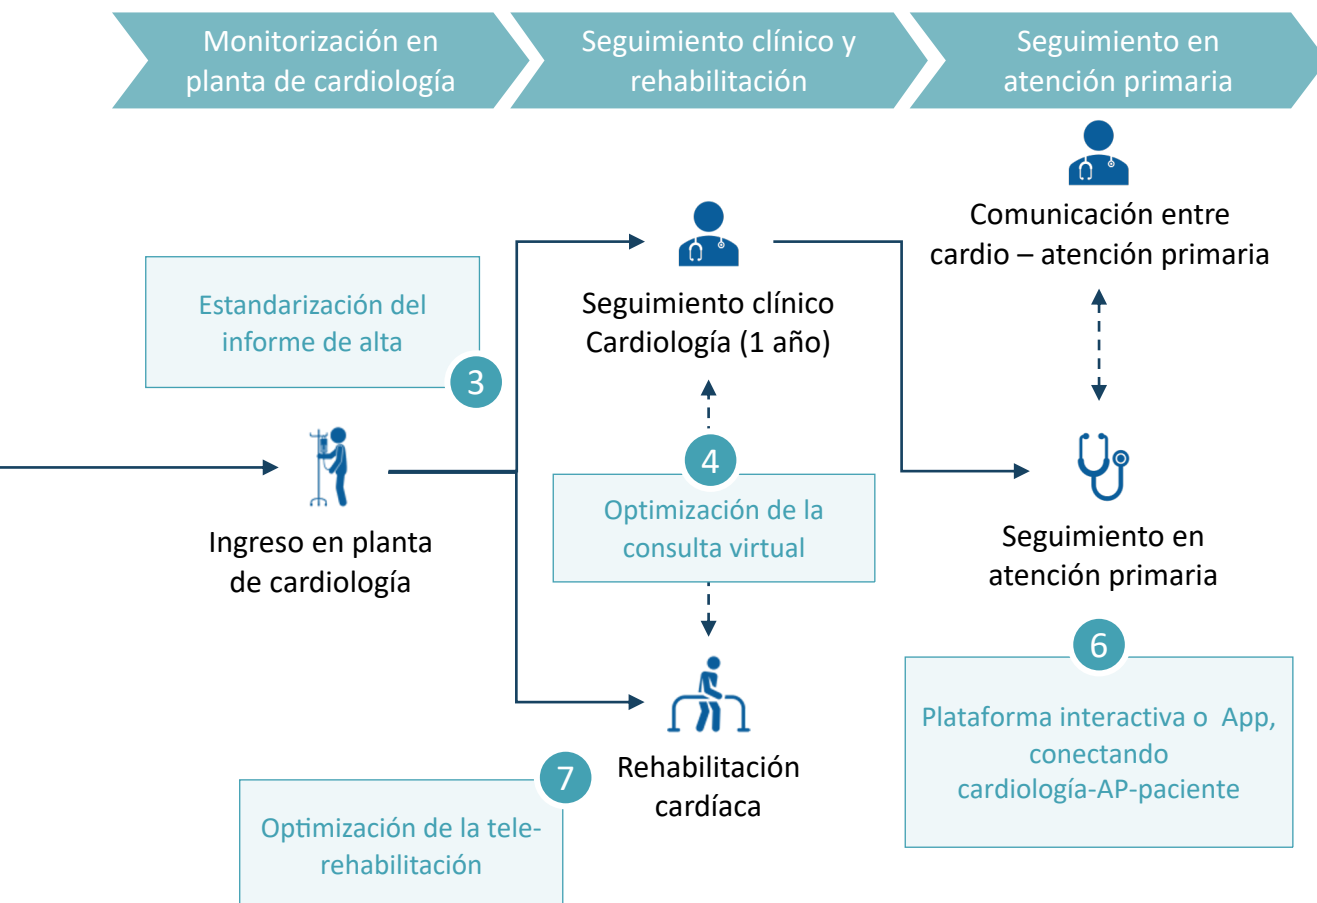 Monitorización en
planta de cardiología
Seguimiento clínico y
rehabilitación
Seguimiento en
atención primaria
Comunicación entre
cardio – atención primaria
Seguimiento clínico
Cardiología (1 año)
Estandarización del
informe de alta
3
4
Optimización de la
consulta virtual
Ingreso en planta
de cardiología
Seguimiento en
atención primaria
6
Plataforma interactiva o App,
conectando
cardiología-AP-paciente
Rehabilitación
cardíaca
7
Optimización de la tele-
rehabilitación